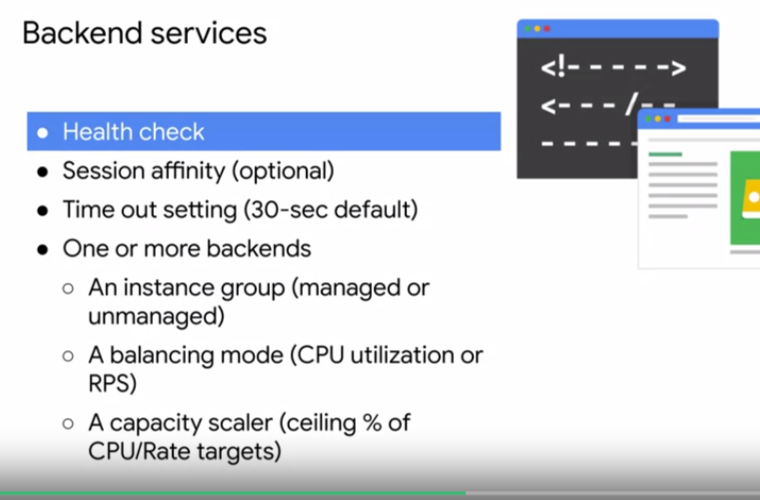 Backend services
● Health check
● Session affinity (optional)
● Time out setting (30-sec default)
● One or more backends
○ An instance group (managed or
unmanaged)
○ A balancing mode (CPU utilization or
RPS)
○ A capacity scaler (ceiling % of
CPU/Rate targets)
<!- - - - - ->
<- - - / - -
- - - - -